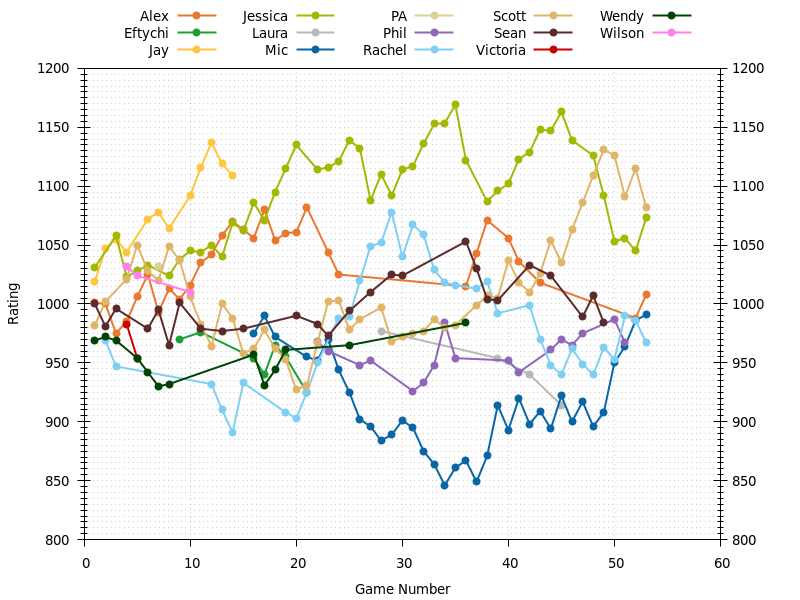 Alex Jessica PA Scott Wendy
Eftychi Laura Phil Sean Wilson
Jay Mic Rachel Victoria
1200 1200
1150 1150
1100 1100
1050 1050
Rating
1000 1000
950 950
900 900
850 850
800 800
0 10 20 30 40 50 60
Game Number